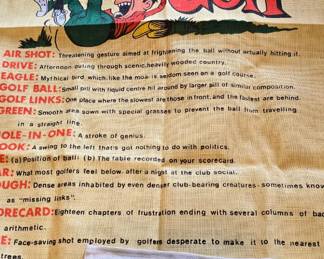 Golf
AIR SHOT: Threatening gesture aimed at frightening the ball without actually hitting it.
DRIVE: Afternoon outing through scenic, heavily wooded country.
EAGLE: Mythical bird which, like the moa, is seldom seen on a golf course.
GOLF BALL: Small pill with liquid centre hit around by larger pill of similar composition.
GOLF LINKS: one place where the slowest are those in front, and the fastest are behind.
GREEN: Smooth area sown with special grasses to prevent the ball from travelling
in a straight line.
OLE-IN-ONE: A stroke of genius.
OOK: A swing to the left that's got nothing to do with politics.
E: (a) Position of ball. (b) The table recorded on your scorecard.
AR: What most golfers feel below, after a night at the club social.
OUGH: Dense areas inhabited by even denser club-bearing creatures, sometimes know
as "missing links".
ORECARD: Eighteen chapters of frustration ending with several columns of bad
arithmetic.
E: Face-saving shot employed by golfers desperate to make it to the nearest
trees.